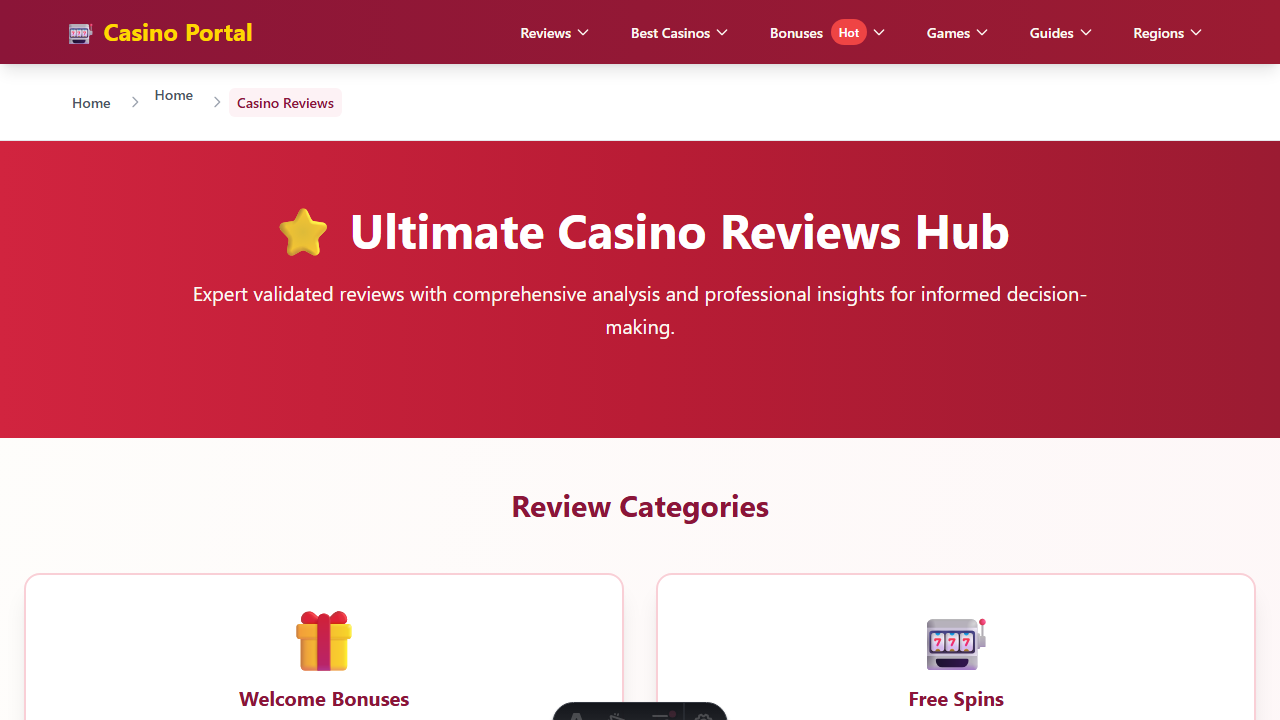 Casino Portal
Reviews
Best Casinos
Bonuses Hot
Games
Guides
Regions
Home
Home
Casino Reviews
Ultimate Casino Reviews Hub
Expert validated reviews with comprehensive analysis and professional insights for informed decision-
making.
Review Categories
Welcome Bonuses
777
Free Spins